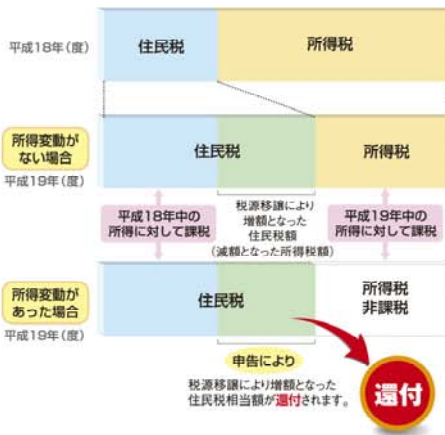 平成18年(度)
住民税
所得税
所得変動が
ない場合
平成19年(度)
住民税
所得税
平成18年中の
所得に対して課税
税源移譲により
増額となった
住民税額
(減額となった所得税額)
平成19年中の
所得に対して課税
所得変動が
あった場合
平成19年(度)
住民税
所得税
非課税
申告により
税源移譲により増額となった
住民税相当額が還付されます。
還付